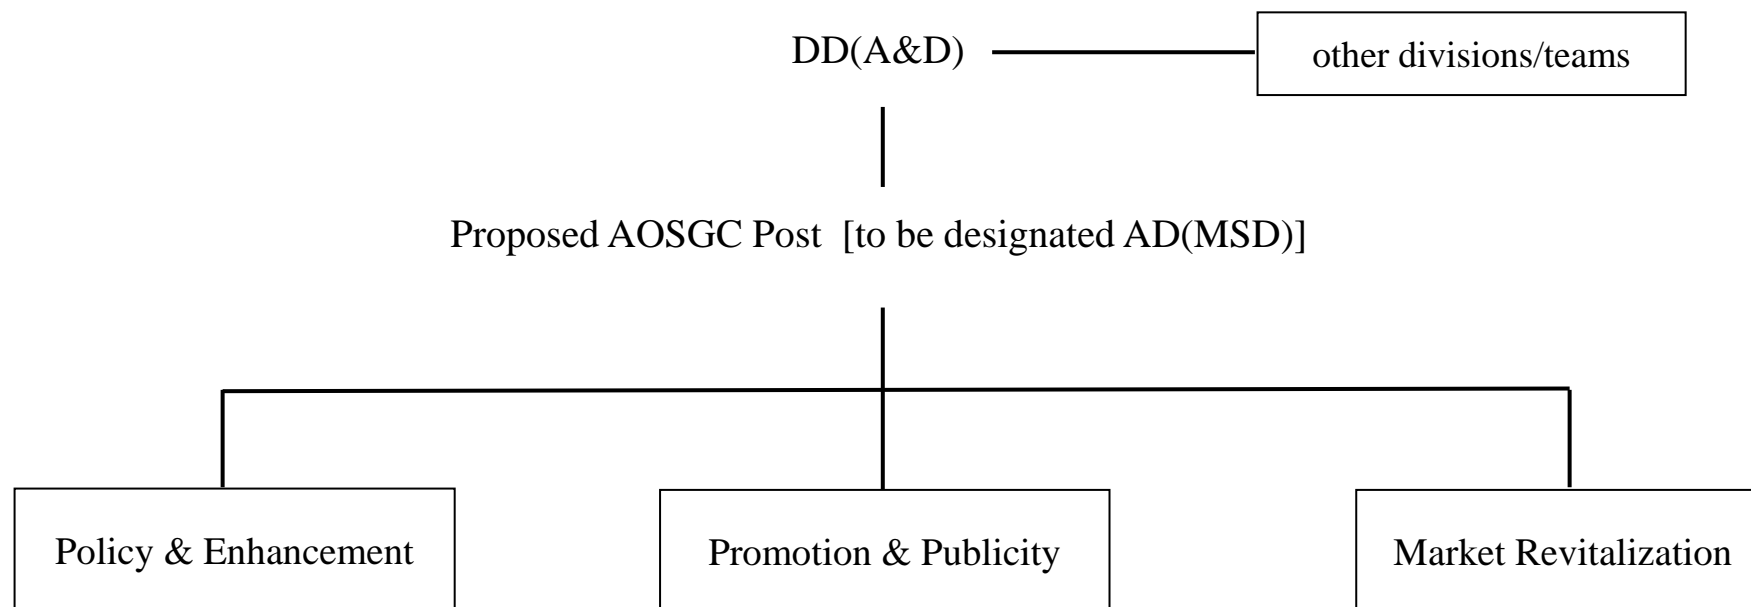 DD(A&D)
other divisions/teams
Proposed AOSGC Post [to be designated AD(MSD)]
Policy & Enhancement
Promotion & Publicity
Market Revitalization